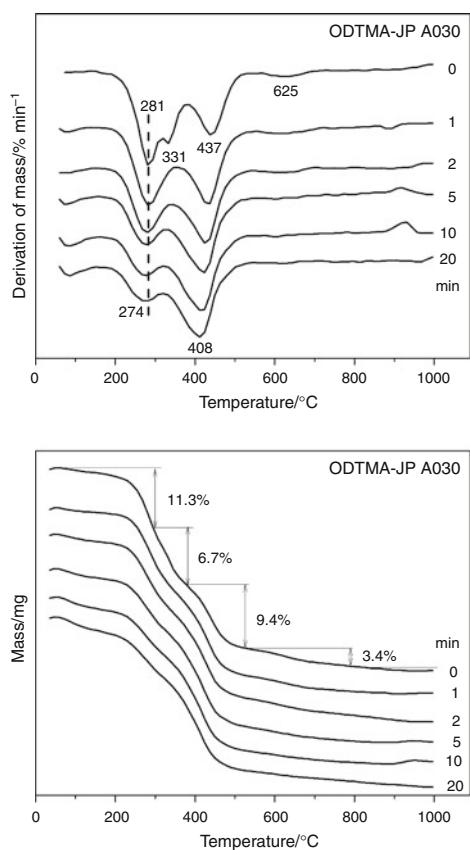 ODTMA-JP A030
Derivation of mass/% min⁻¹
0
281
625
331
437
1
2
5
10
20
274
min
408
0 200 400 600 800 1000
Temperature/°C
ODTMA-JP A030
Mass/mg
11.3%
6.7%
9.4%
min
3.4%
0
1
2
5
10
20
0 200 400 600 800 1000
Temperature/°C